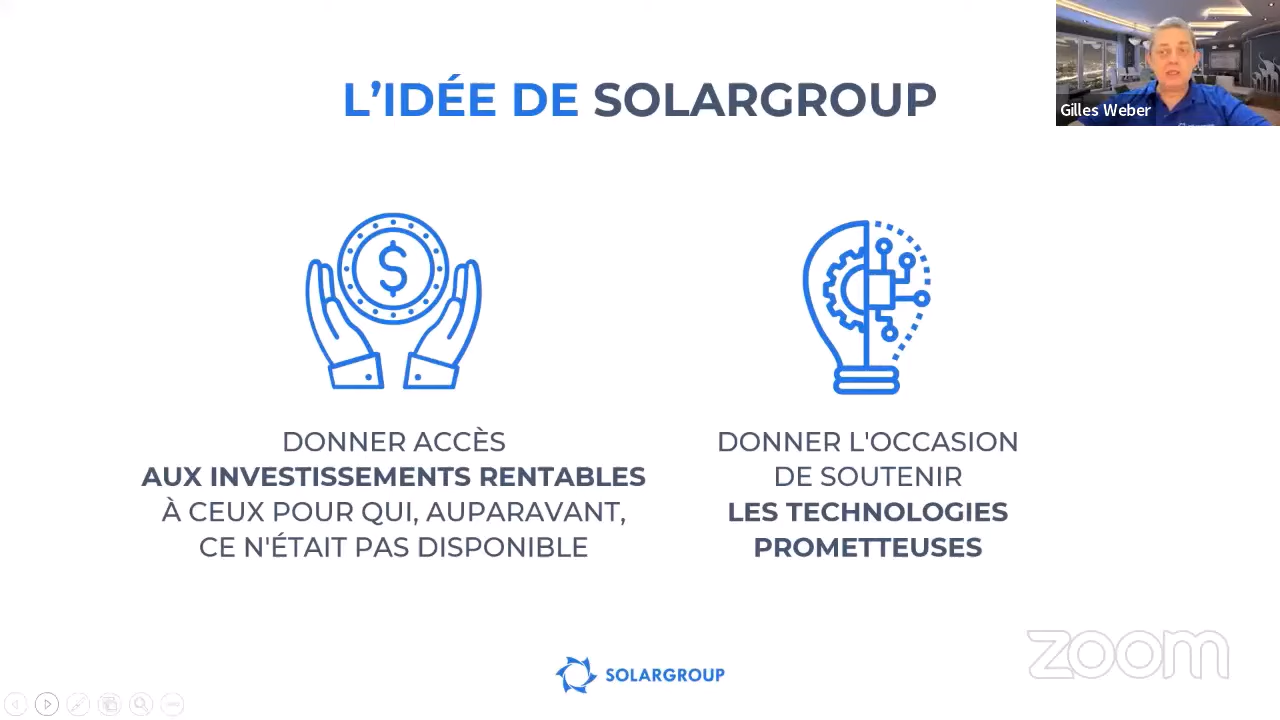 L'IDÉE DE SOLARGROUP
Gilles Weber
$
DONNER ACCÈS
AUX INVESTISSEMENTS RENTABLES
À CEUX POUR QUI, AUPARAVANT,
CE N'ÉTAIT PAS DISPONIBLE
DONNER L'OCCASION
DE SOUTENIR
LES TECHNOLOGIES
PROMETTEUSES
SOLARGROUP
zoom